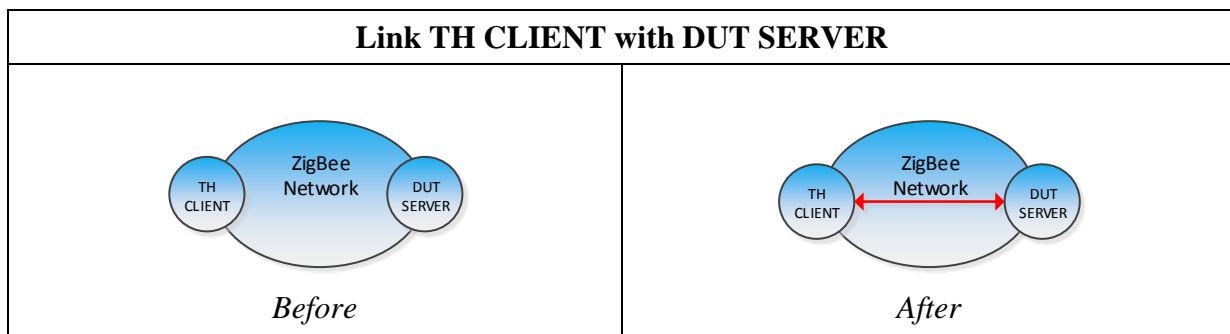 Link TH CLIENT with DUT SERVER
ZigBee
Network
TH
CLIENT
DUT
SERVER
Before
ZigBee
Network
TH
CLIENT
DUT
SERVER
After